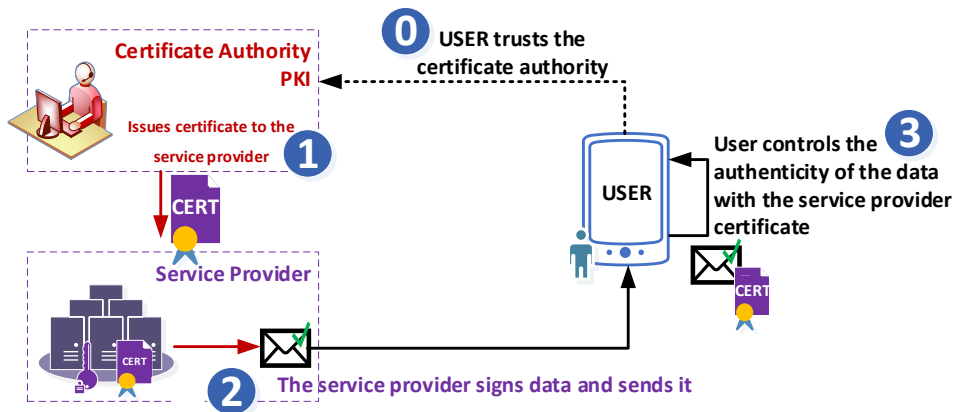 0
USER trusts the
certificate authority
Certificate Authority
PKI
Issues certificate to the
service provider
1
CERT
3
User controls the
authenticity of the data
with the service provider
certificate
USER
CERT
Service Provider
CERT
2
The service provider signs data and sends it